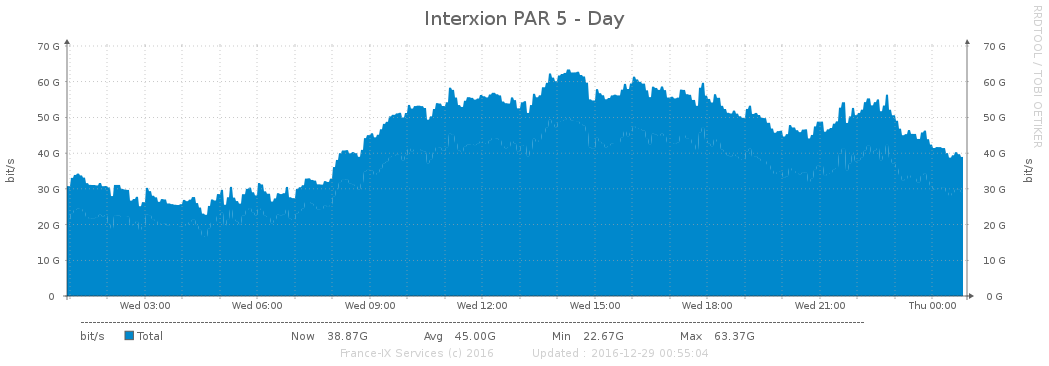 Interxion PAR 5 - Day
RRDTOOL / TOBI OETIKER
bit/s
70 G 70 G
60 G 60 G
50 G 50 G
40 G 40 G
30 G 30 G
20 G 20 G
10 G 10 G
0 0 G
bit/s
Wed 03:00 Wed 06:00 Wed 09:00 Wed 12:00 Wed 15:00 Wed 18:00 Wed 21:00 Thu 00:00
bit/s Total Now 38.87G Avg 45.00G Min 22.67G Max 63.37G
France-IX Services (c) 2016 Updated : 2016-12-29 00:55:04